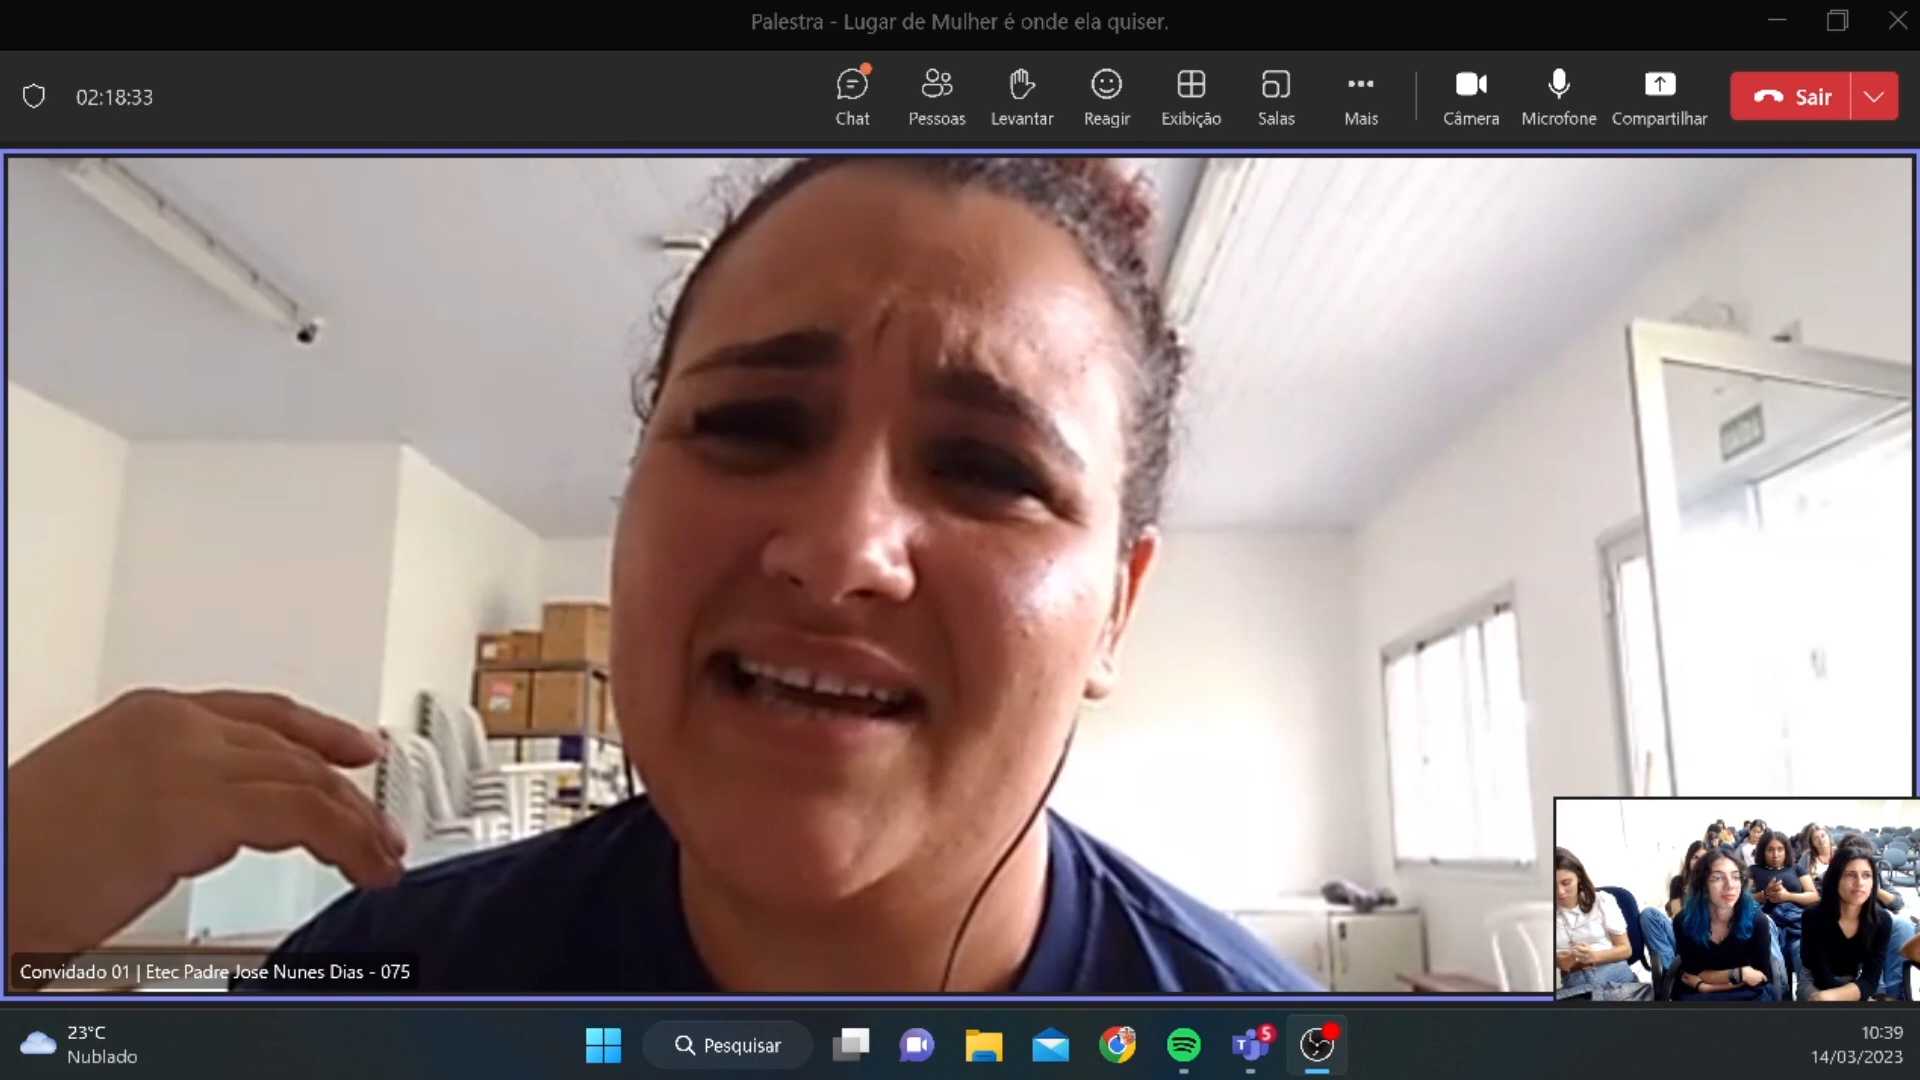 Palestra - Lugar de Mulher é onde ela quiser.
02:18:33
Chat
Pessoas
Levantar
Reagir
Exibição
Salas
Mais
Câmera
Microfone
Compartilhar
Sair
Convidado 01 | Etec Padre Jose Nunes Dias - 075
23°C
Nublado
Pesquisar
5
10:39
14/03/2023